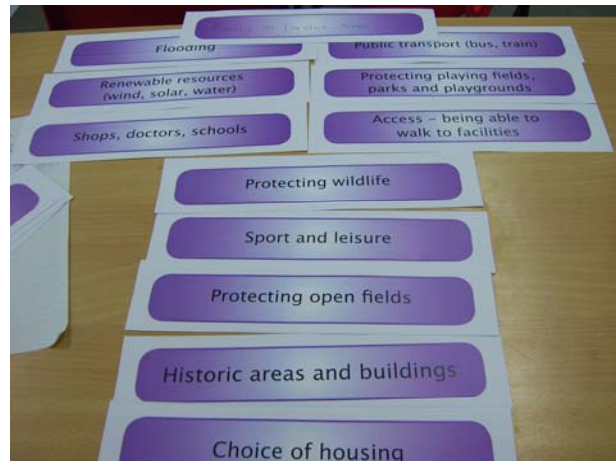 Flooding
Public transport (bus, train)
Renewable resources
(wind, solar, water)
Protecting playing fields,
parks and playgrounds
Shops, doctors, schools
Access – being able to
walk to facilities
Protecting wildlife
Sport and leisure
Protecting open fields
Historic areas and buildings
Choice of housing